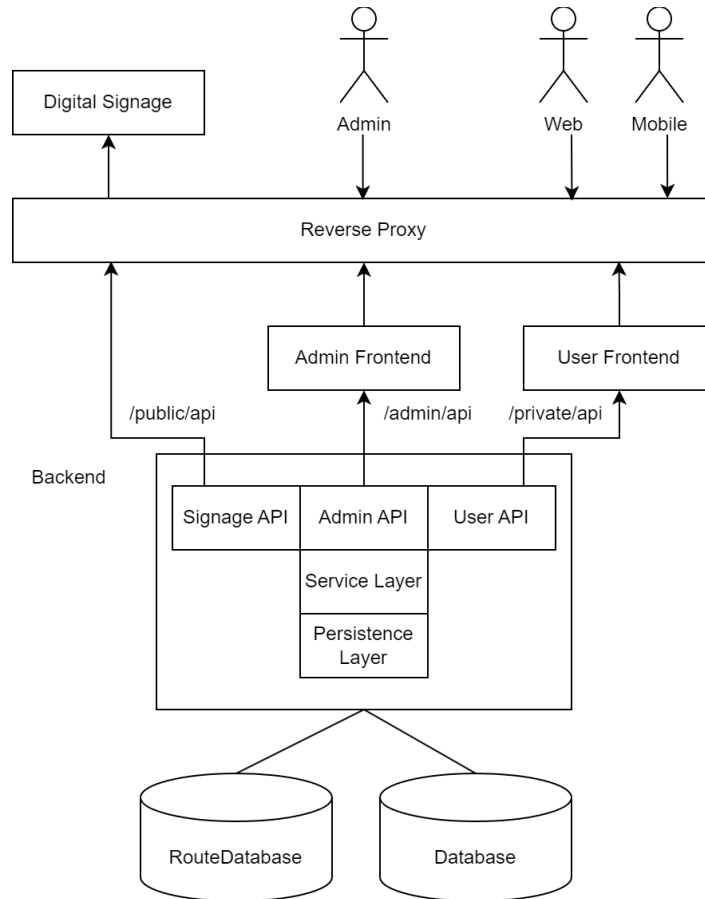 Digital Signage
Admin
Web
Mobile
Reverse Proxy
Admin Frontend
User Frontend
/public/api
/admin/api
/private/api
Backend
Signage API
Admin API
User API
Service Layer
Persistence
Layer
RouteDatabase
Database